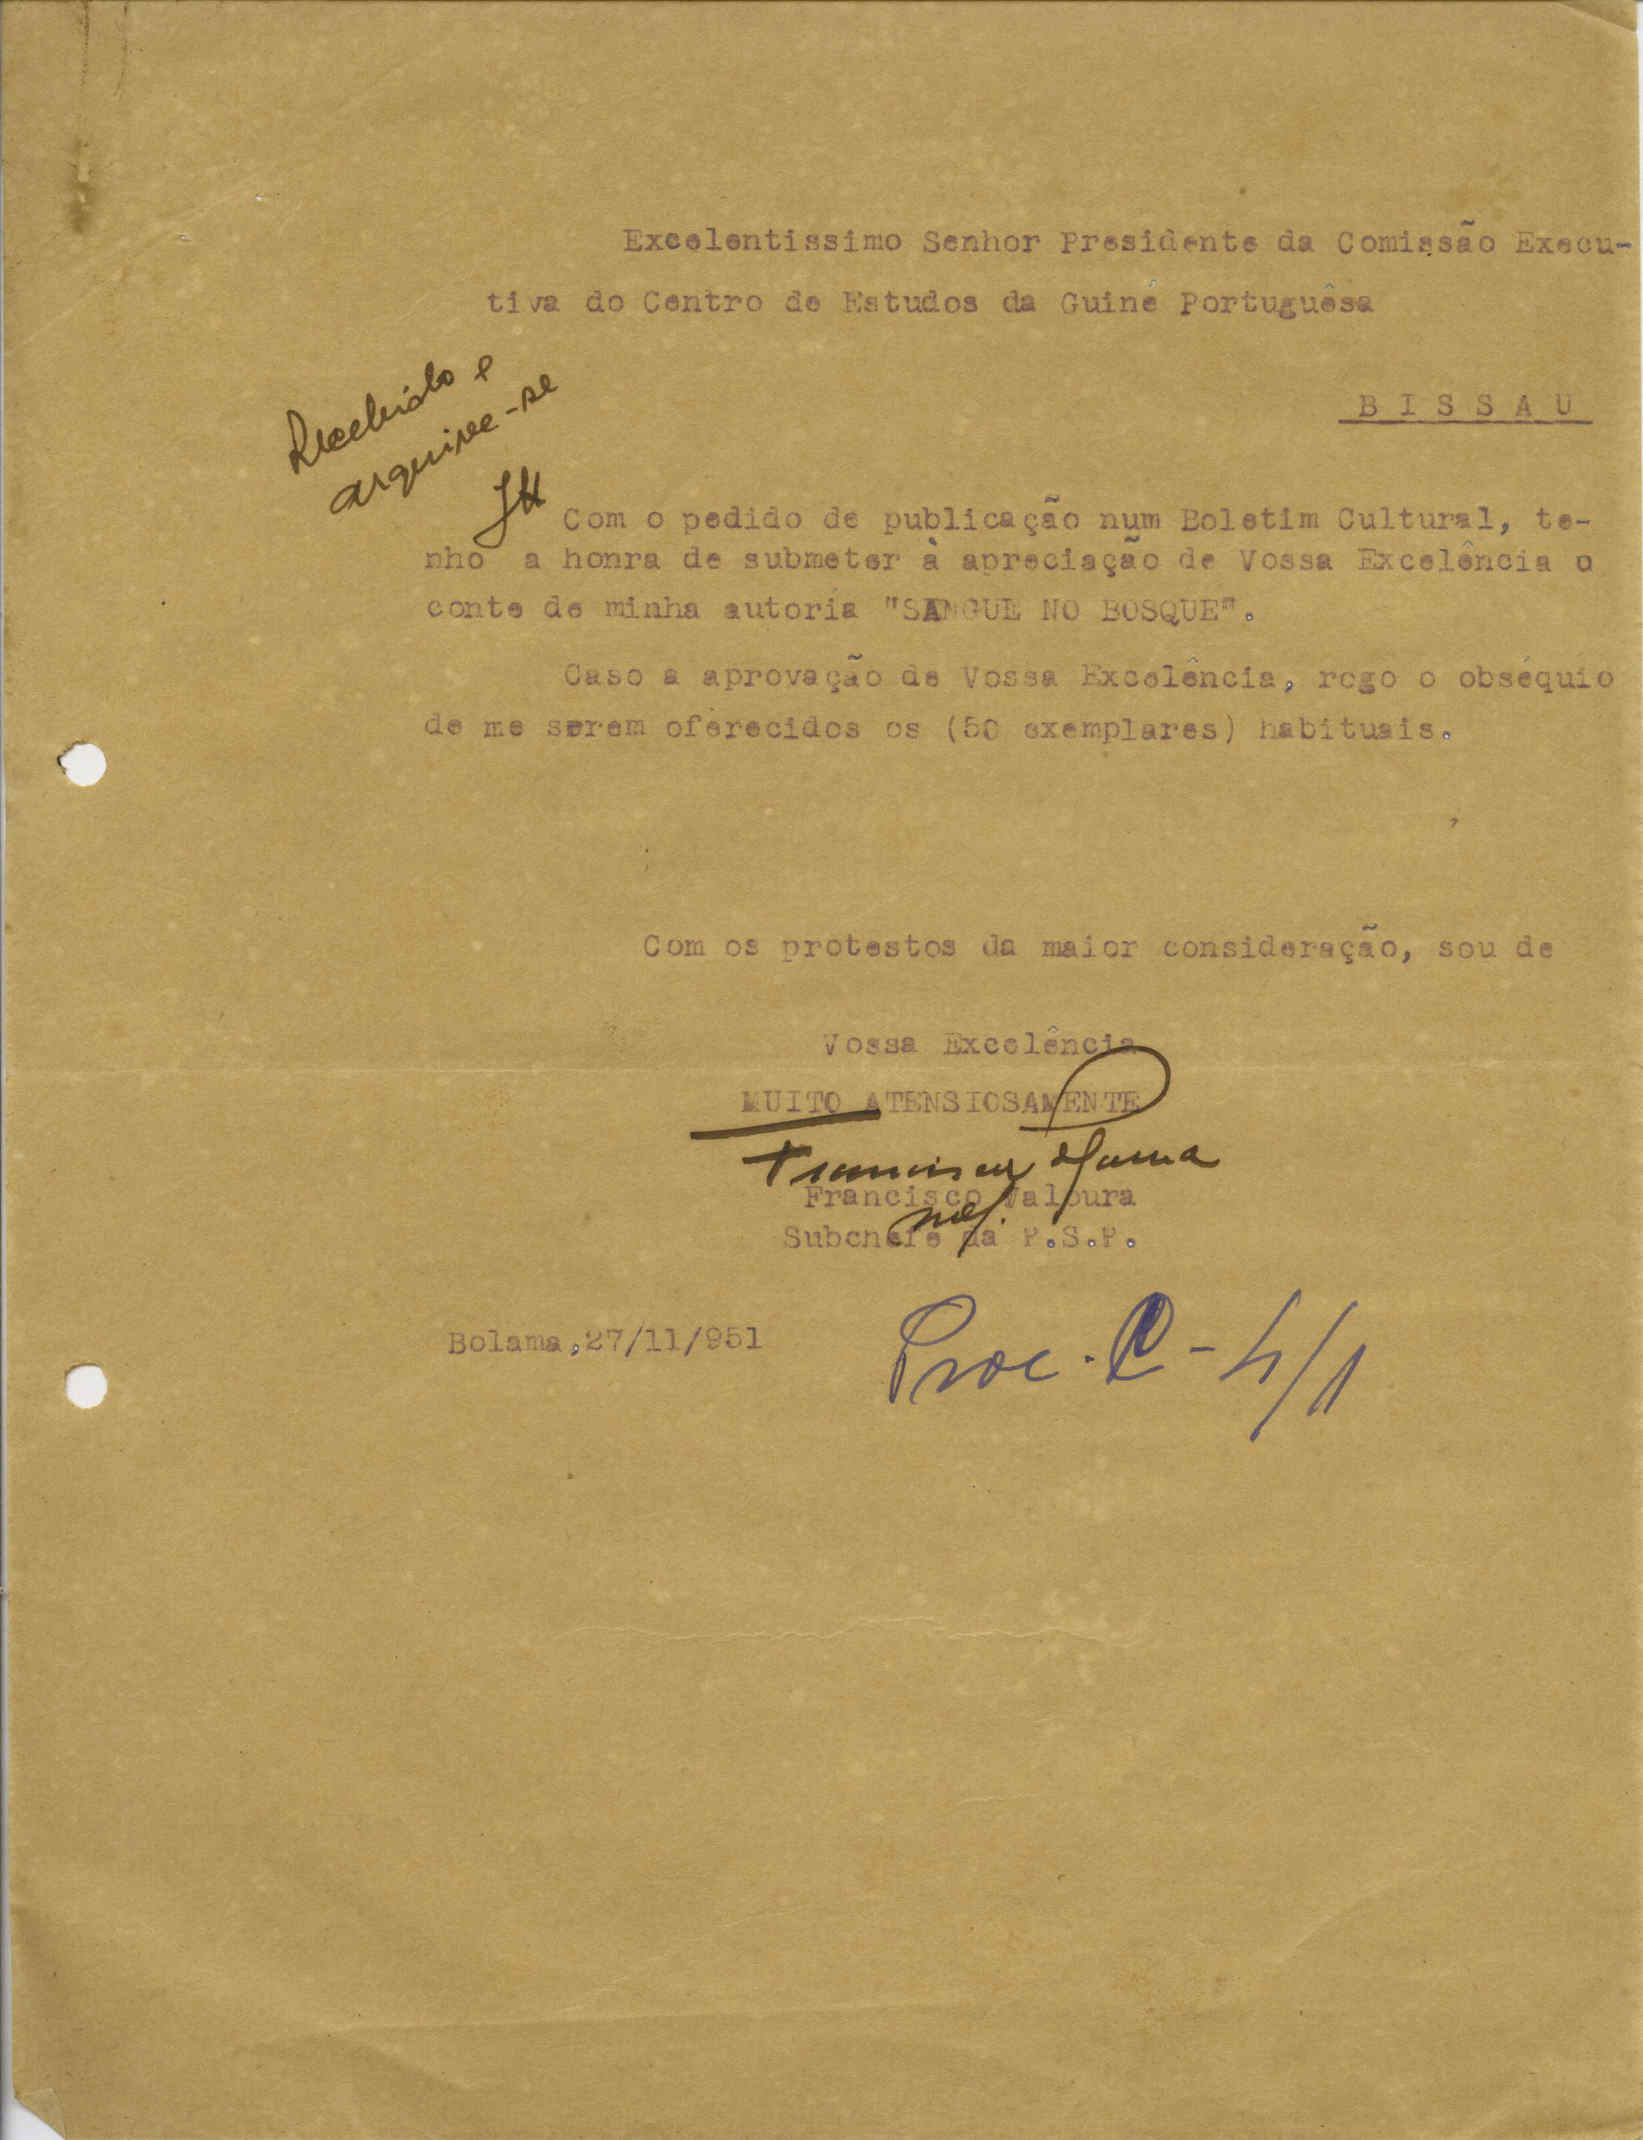 Excelentissimo Senhor Presidente da Comissão Execu-
tiva do Centro de Estudos da Guiné Portuguêsa
Recebido e
arquive-se
B I S S A U
Com o pedido de publicação num Boletim Cultural, te-
nho a honra de submeter à apreciação de Vossa Excelência o
conte de minha autoria "SANGUE NO BOSQUE".
Caso a aprovação de Vossa Excelência, rogo o obséquio
de me serem oferecidos os (50 exemplares) habituais.
Com os protestos da maior consideração, sou de
Vossa Excelência
MUITO ATENSIOSAMENTE
Francisco Valoura
Subchefe da P.S.P.
Bolama,27/11/951
Proc. C - 4/1